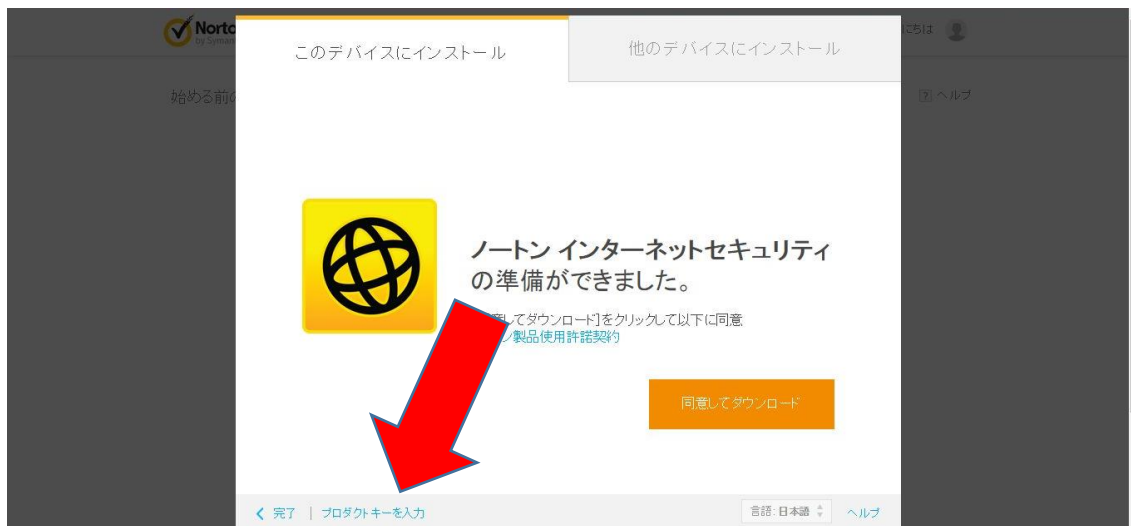 Norto
by Syman
にちは
このデバイスにインストール
他のデバイスにインストール
始める前の
? ヘルプ
ノートン インターネットセキュリティ
の準備ができました。
してダウンロード]をクリックして以下に同意
製品使用許諾契約
同意してダウンロード
完了 | プロダクトキーを入力
言語: 日本語
ヘルプ